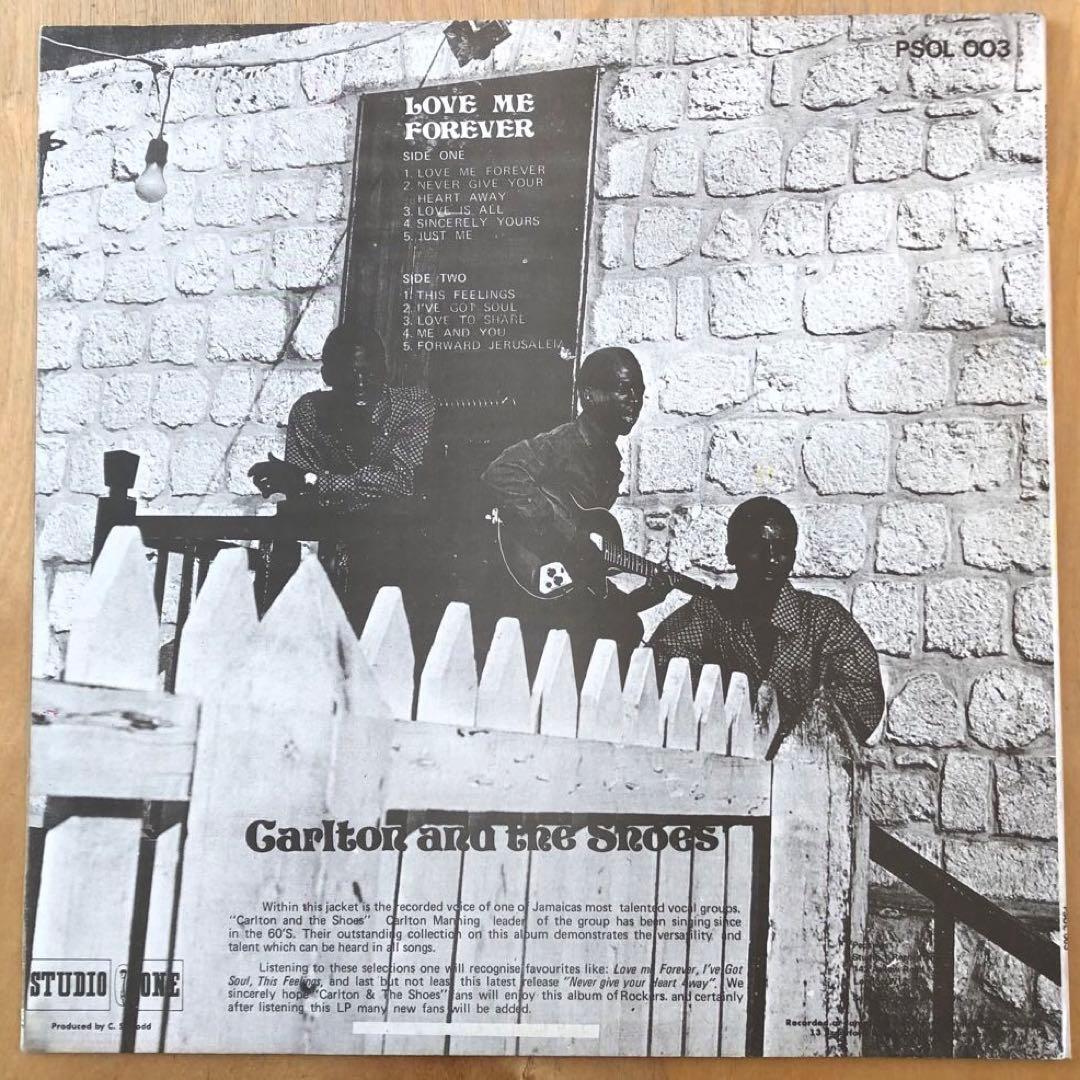 PSOL 003
LOVE ME
FOREVER
SIDE ONE
1. LOVE ME FOREVER
2. NEVER GIVE YOUR
HEART AWAY
3. LOVE IS ALL
4. SINCERELY YOURS
5. JUST ME
SIDE TWO
1. THIS FEELINGS
2. I'VE GOT SOUL
3. LOVE TO SHARE
4. ME AND YOU
5. FORWARD JERUSALEM
Carlton and the Shoes
Within this jacket is the recorded voice of one of Jamaicas most talented vocal groups.
"Carlton and the Shoes" Carlton Manning leader of the group has been singing since
in the 60'S. Their outstanding collection on this album demonstrates the versatility and
talent which can be heard in all songs.
Listening to these selections one will recognise favourites like: Love me Forever, I've Got
Soul, This Feelings, and last but not least this latest release "Never give your Heart Away". We
sincerely hope "Carlton & The Shoes" fans will enjoy this album of Rockers. and certainly
after listening this LP many new fans will be added.
STUDIO ONE
Produced by C. S. Dodd
Recorded
13